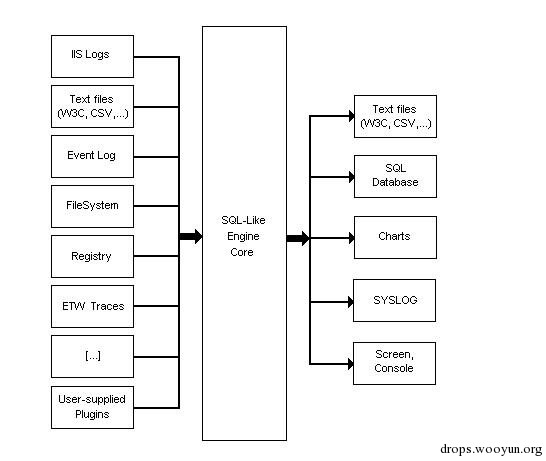 IIS Logs
Text files
(W3C, CSV,...)
Event Log
FileSystem
Registry
ETW Traces
[...]
User-supplied
Plugins
SQL-Like
Engine
Core
Text files
(W3C, CSV,...)
SQL
Database
Charts
SYSLOG
Screen,
Console
drops.wooyun.org